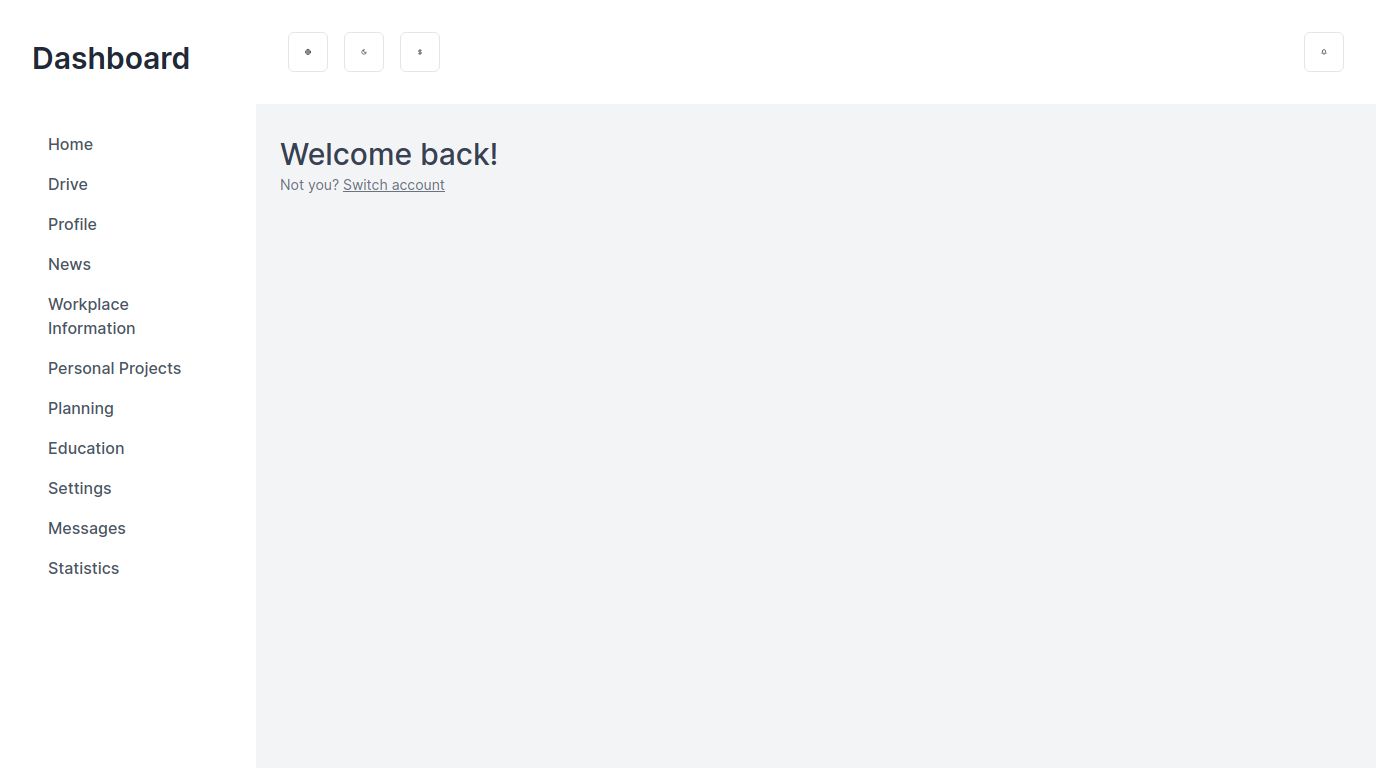 Dashboard
Home
Drive
Profile
News
Workplace
Information
Personal Projects
Planning
Education
Settings
Messages
Statistics
Welcome back!
Not you? Switch account